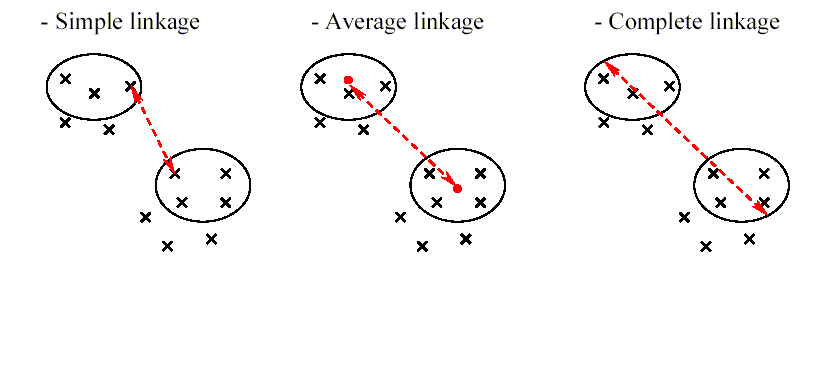 - Simple linkage
- Average linkage
- Complete linkage